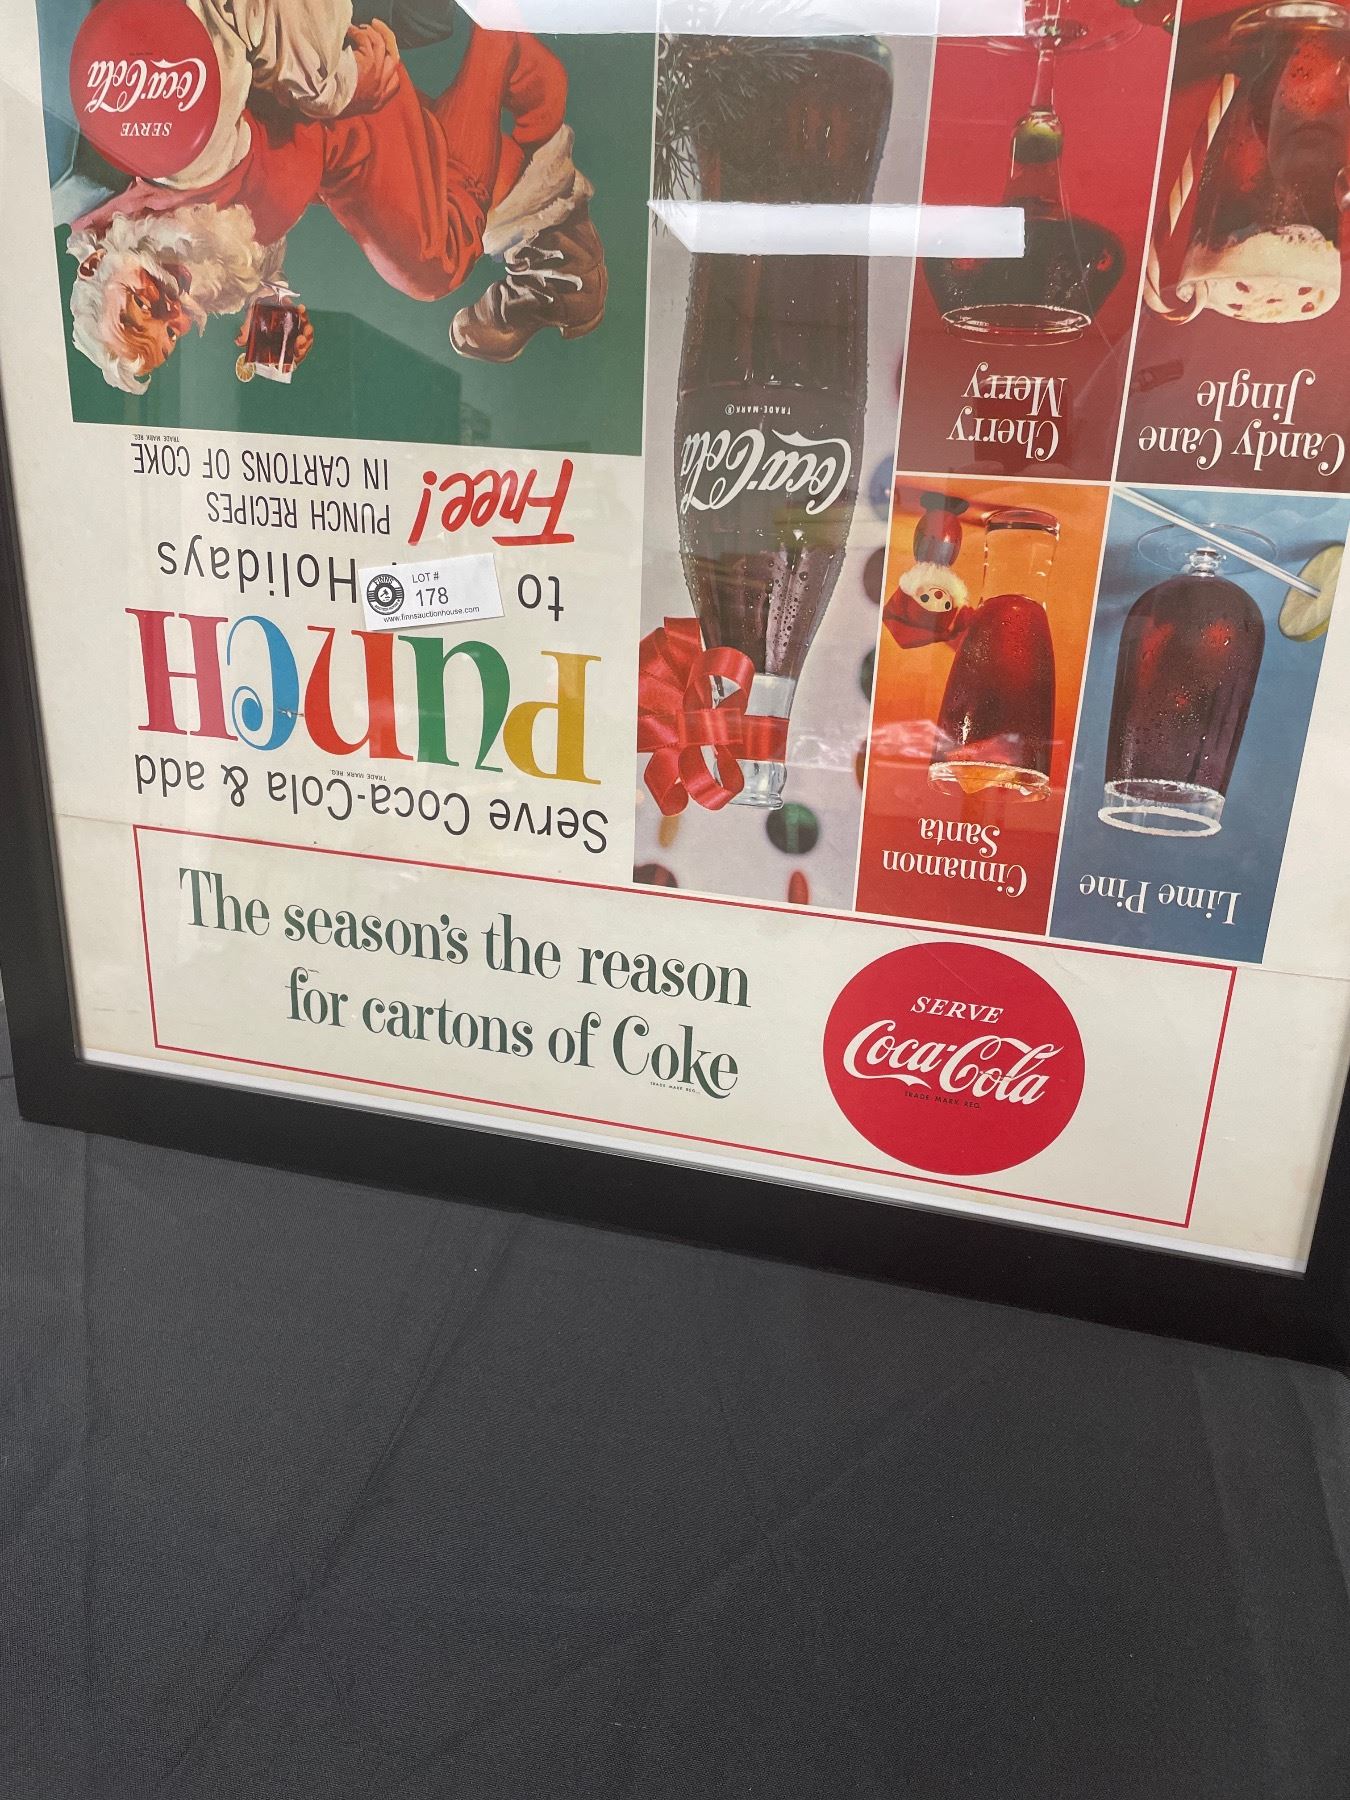 SERVE
Coca-Cola
TRADE MARK REG.
Serve Coca-Cola & add
TRADE MARK REG.
PUNCH
to Holidays
Free!
PUNCH RECIPES
IN CARTONS OF COKE
TRADE MARK REG.
LOT #
178
www.finnsauctionhouse.com
Coca-Cola
TRADE-MARK®
Cherry
Merry
Candy Cane
Jingle
Cinnamon
Santa
Lime Pine
The season's the reason
for cartons of Coke
TRADE MARK REG.
SERVE
Coca-Cola
TRADE MARK REG.